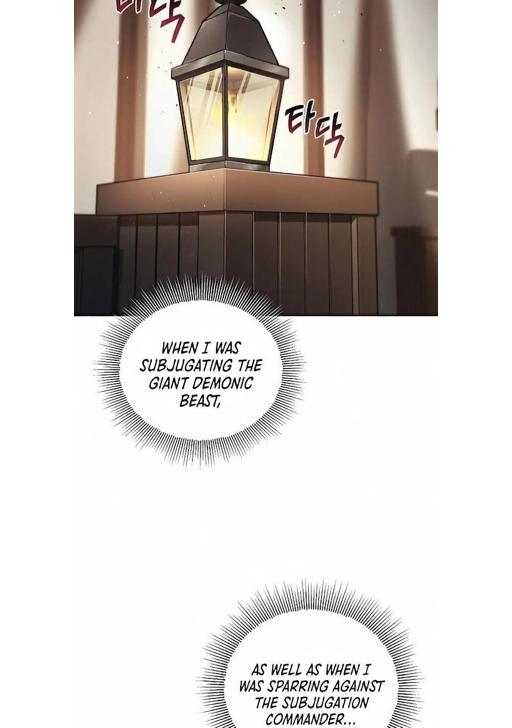 타닥
타닥
WHEN I WAS
SUBJUGATING THE
GIANT DEMONIC
BEAST,
AS WELL AS WHEN I
WAS SPARRING AGAINST
THE SUBJUGATION
COMMANDER...